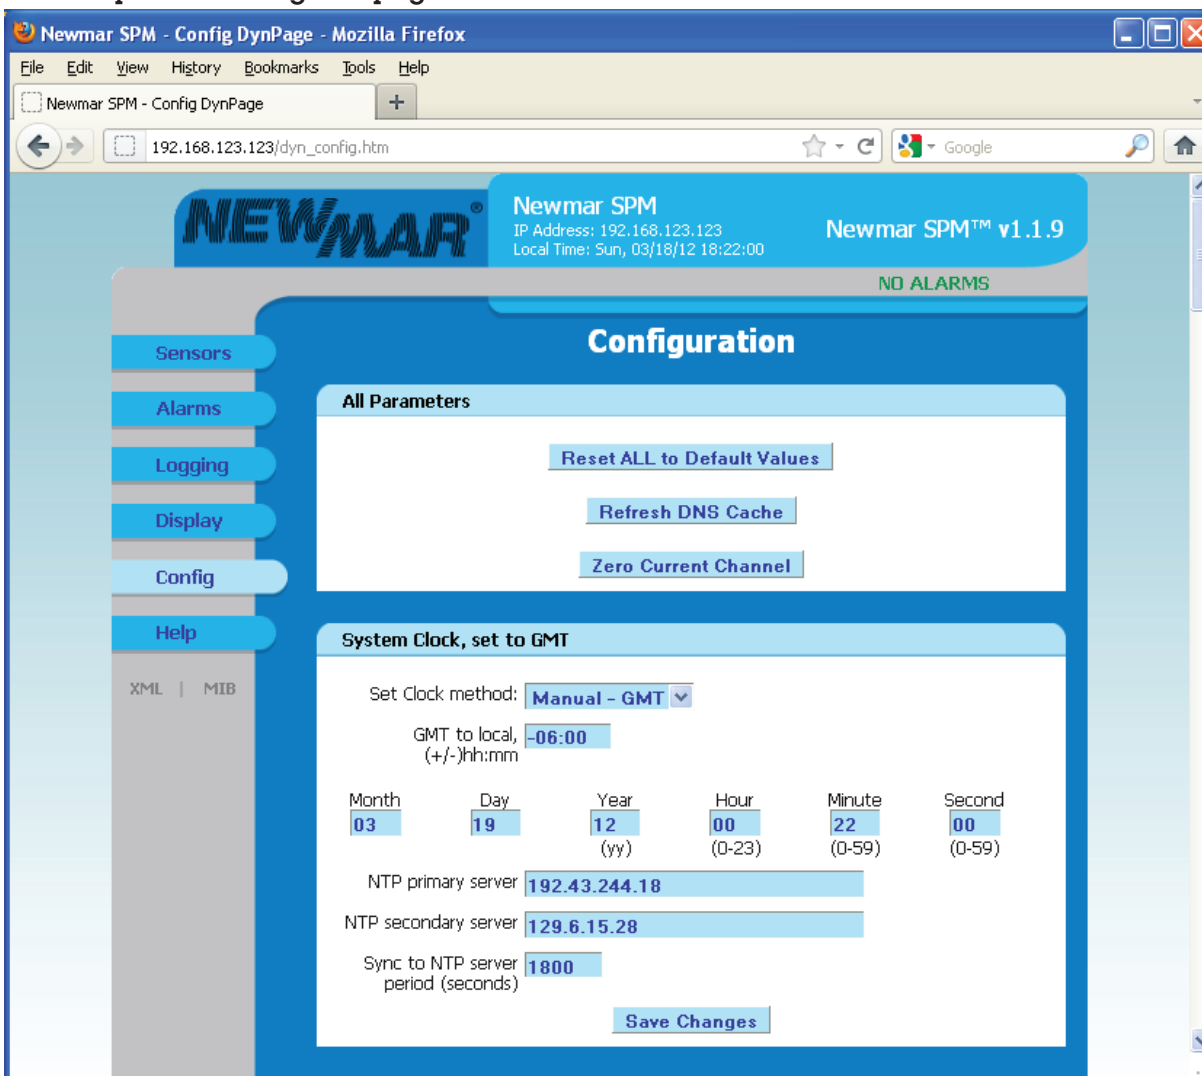 Newmar SPM - Config DynPage - Mozilla Firefox
File Edit View History Bookmarks Tools Help
Newmar SPM - Config DynPage +
192.168.123.123/dyn_config.htm Google
NEWMAR®
Newmar SPM
IP Address: 192.168.123.123
Local Time: Sun, 03/18/12 18:22:00
Newmar SPM™ v1.1.9
NO ALARMS
Configuration
Sensors
Alarms
Logging
Display
Config
Help
XML | MIB
All Parameters
Reset ALL to Default Values
Refresh DNS Cache
Zero Current Channel
System Clock, set to GMT
Set Clock method: Manual - GMT
GMT to local, -06:00
(+/-)hh:mm
Month Day Year Hour Minute Second
03 19 12 00 22 00
(yy) (0-23) (0-59) (0-59)
NTP primary server 192.43.244.18
NTP secondary server 129.6.15.28
Sync to NTP server 1800
period (seconds)
Save Changes